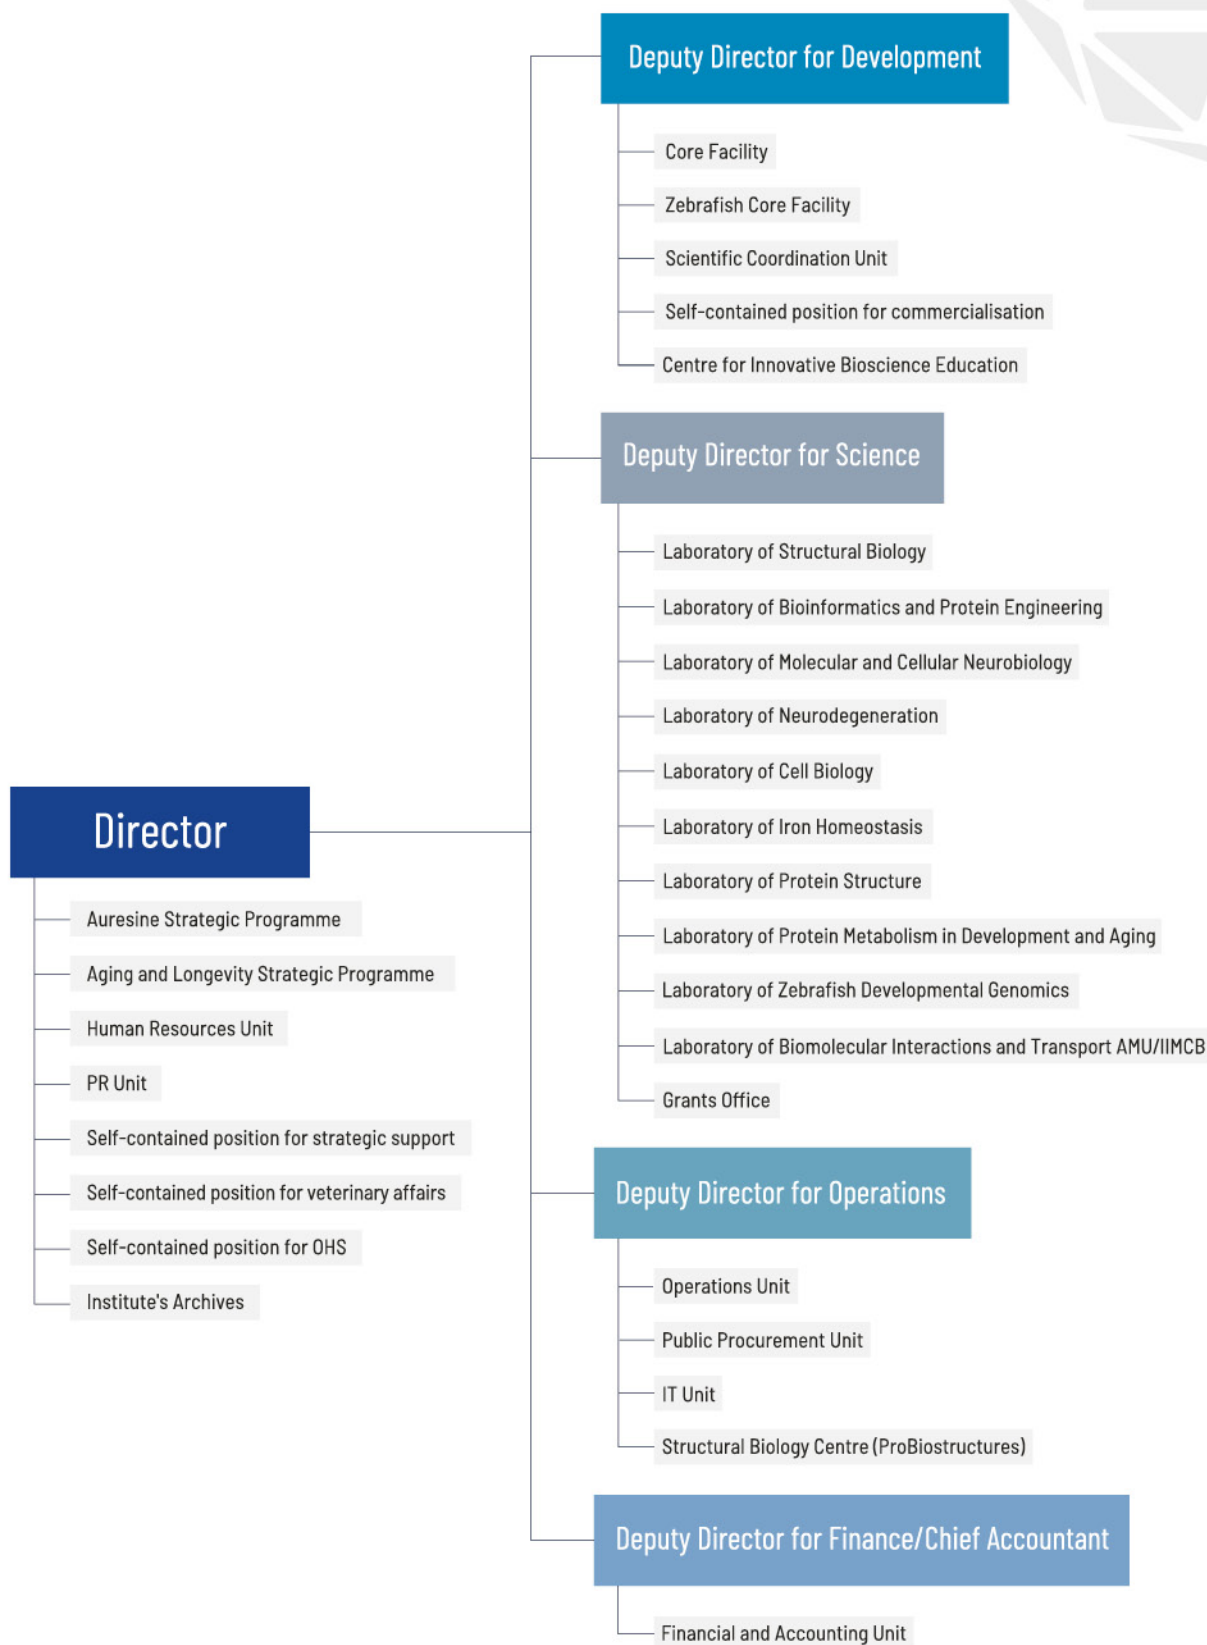 Deputy Director for Development
Core Facility
Zebrafish Core Facility
Scientific Coordination Unit
Self-contained position for commercialisation
Centre for Innovative Bioscience Education
Deputy Director for Science
Laboratory of Structural Biology
Laboratory of Bioinformatics and Protein Engineering
Laboratory of Molecular and Cellular Neurobiology
Laboratory of Neurodegeneration
Laboratory of Cell Biology
Laboratory of Iron Homeostasis
Laboratory of Protein Structure
Laboratory of Protein Metabolism in Development and Aging
Laboratory of Zebrafish Developmental Genomics
Laboratory of Biomolecular Interactions and Transport AMU/IIMCB
Grants Office
Director
Auresine Strategic Programme
Aging and Longevity Strategic Programme
Human Resources Unit
PR Unit
Self-contained position for strategic support
Self-contained position for veterinary affairs
Self-contained position for OHS
Institute's Archives
Deputy Director for Operations
Operations Unit
Public Procurement Unit
IT Unit
Structural Biology Centre (ProBiostructures)
Deputy Director for Finance/Chief Accountant
Financial and Accounting Unit